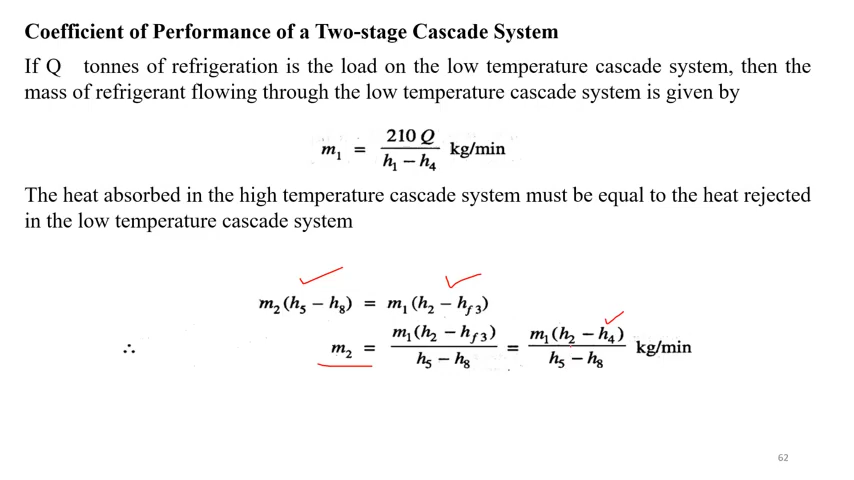 Coefficient of Performance of a Two-stage Cascade System
If Q tonnes of refrigeration is the load on the low temperature cascade system, then the
mass of refrigerant flowing through the low temperature cascade system is given by
m₁ = 210 Q / (h₁ – h₄) kg/min
The heat absorbed in the high temperature cascade system must be equal to the heat rejected
in the low temperature cascade system
m₂ (h₅ – h₈) = m₁ (h₂ – h_f3)
∴ m₂ = m₁ (h₂ – h_f3) / (h₅ – h₈) = m₁ (h₂ – h₄) / (h₅ – h₈) kg/min
62